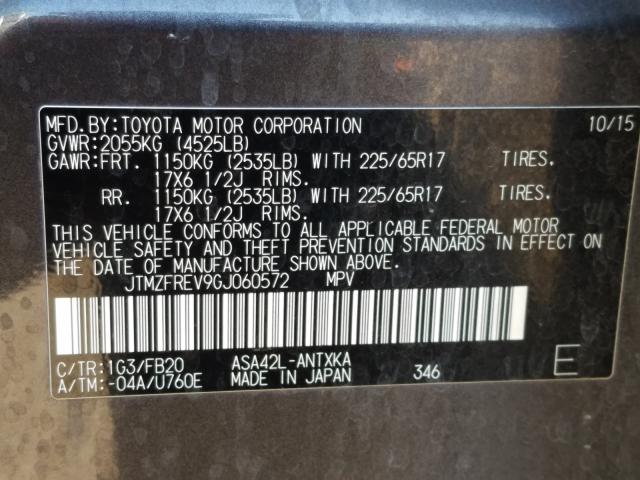 MFD.BY:TOYOTA MOTOR CORPORATION 10/15
GVWR:2055KG (4525LB)
GAWR:FRT. 1150KG (2535LB) WITH 225/65R17 TIRES.
17X6 1/2J RIMS.
RR. 1150KG (2535LB) WITH 225/65R17 TIRES.
17X6 1/2J RIMS.
THIS VEHICLE CONFORMS TO ALL APPLICABLE FEDERAL MOTOR
VEHICLE SAFETY AND THEFT PREVENTION STANDARDS IN EFFECT ON
THE DATE OF MANUFACTURE SHOWN ABOVE.
JTMZFREV9GJ060572 MPV
C/TR:1G3/FB20 ASA42L-ANTXKA
A/TM:-04A/U760E MADE IN JAPAN 346 E